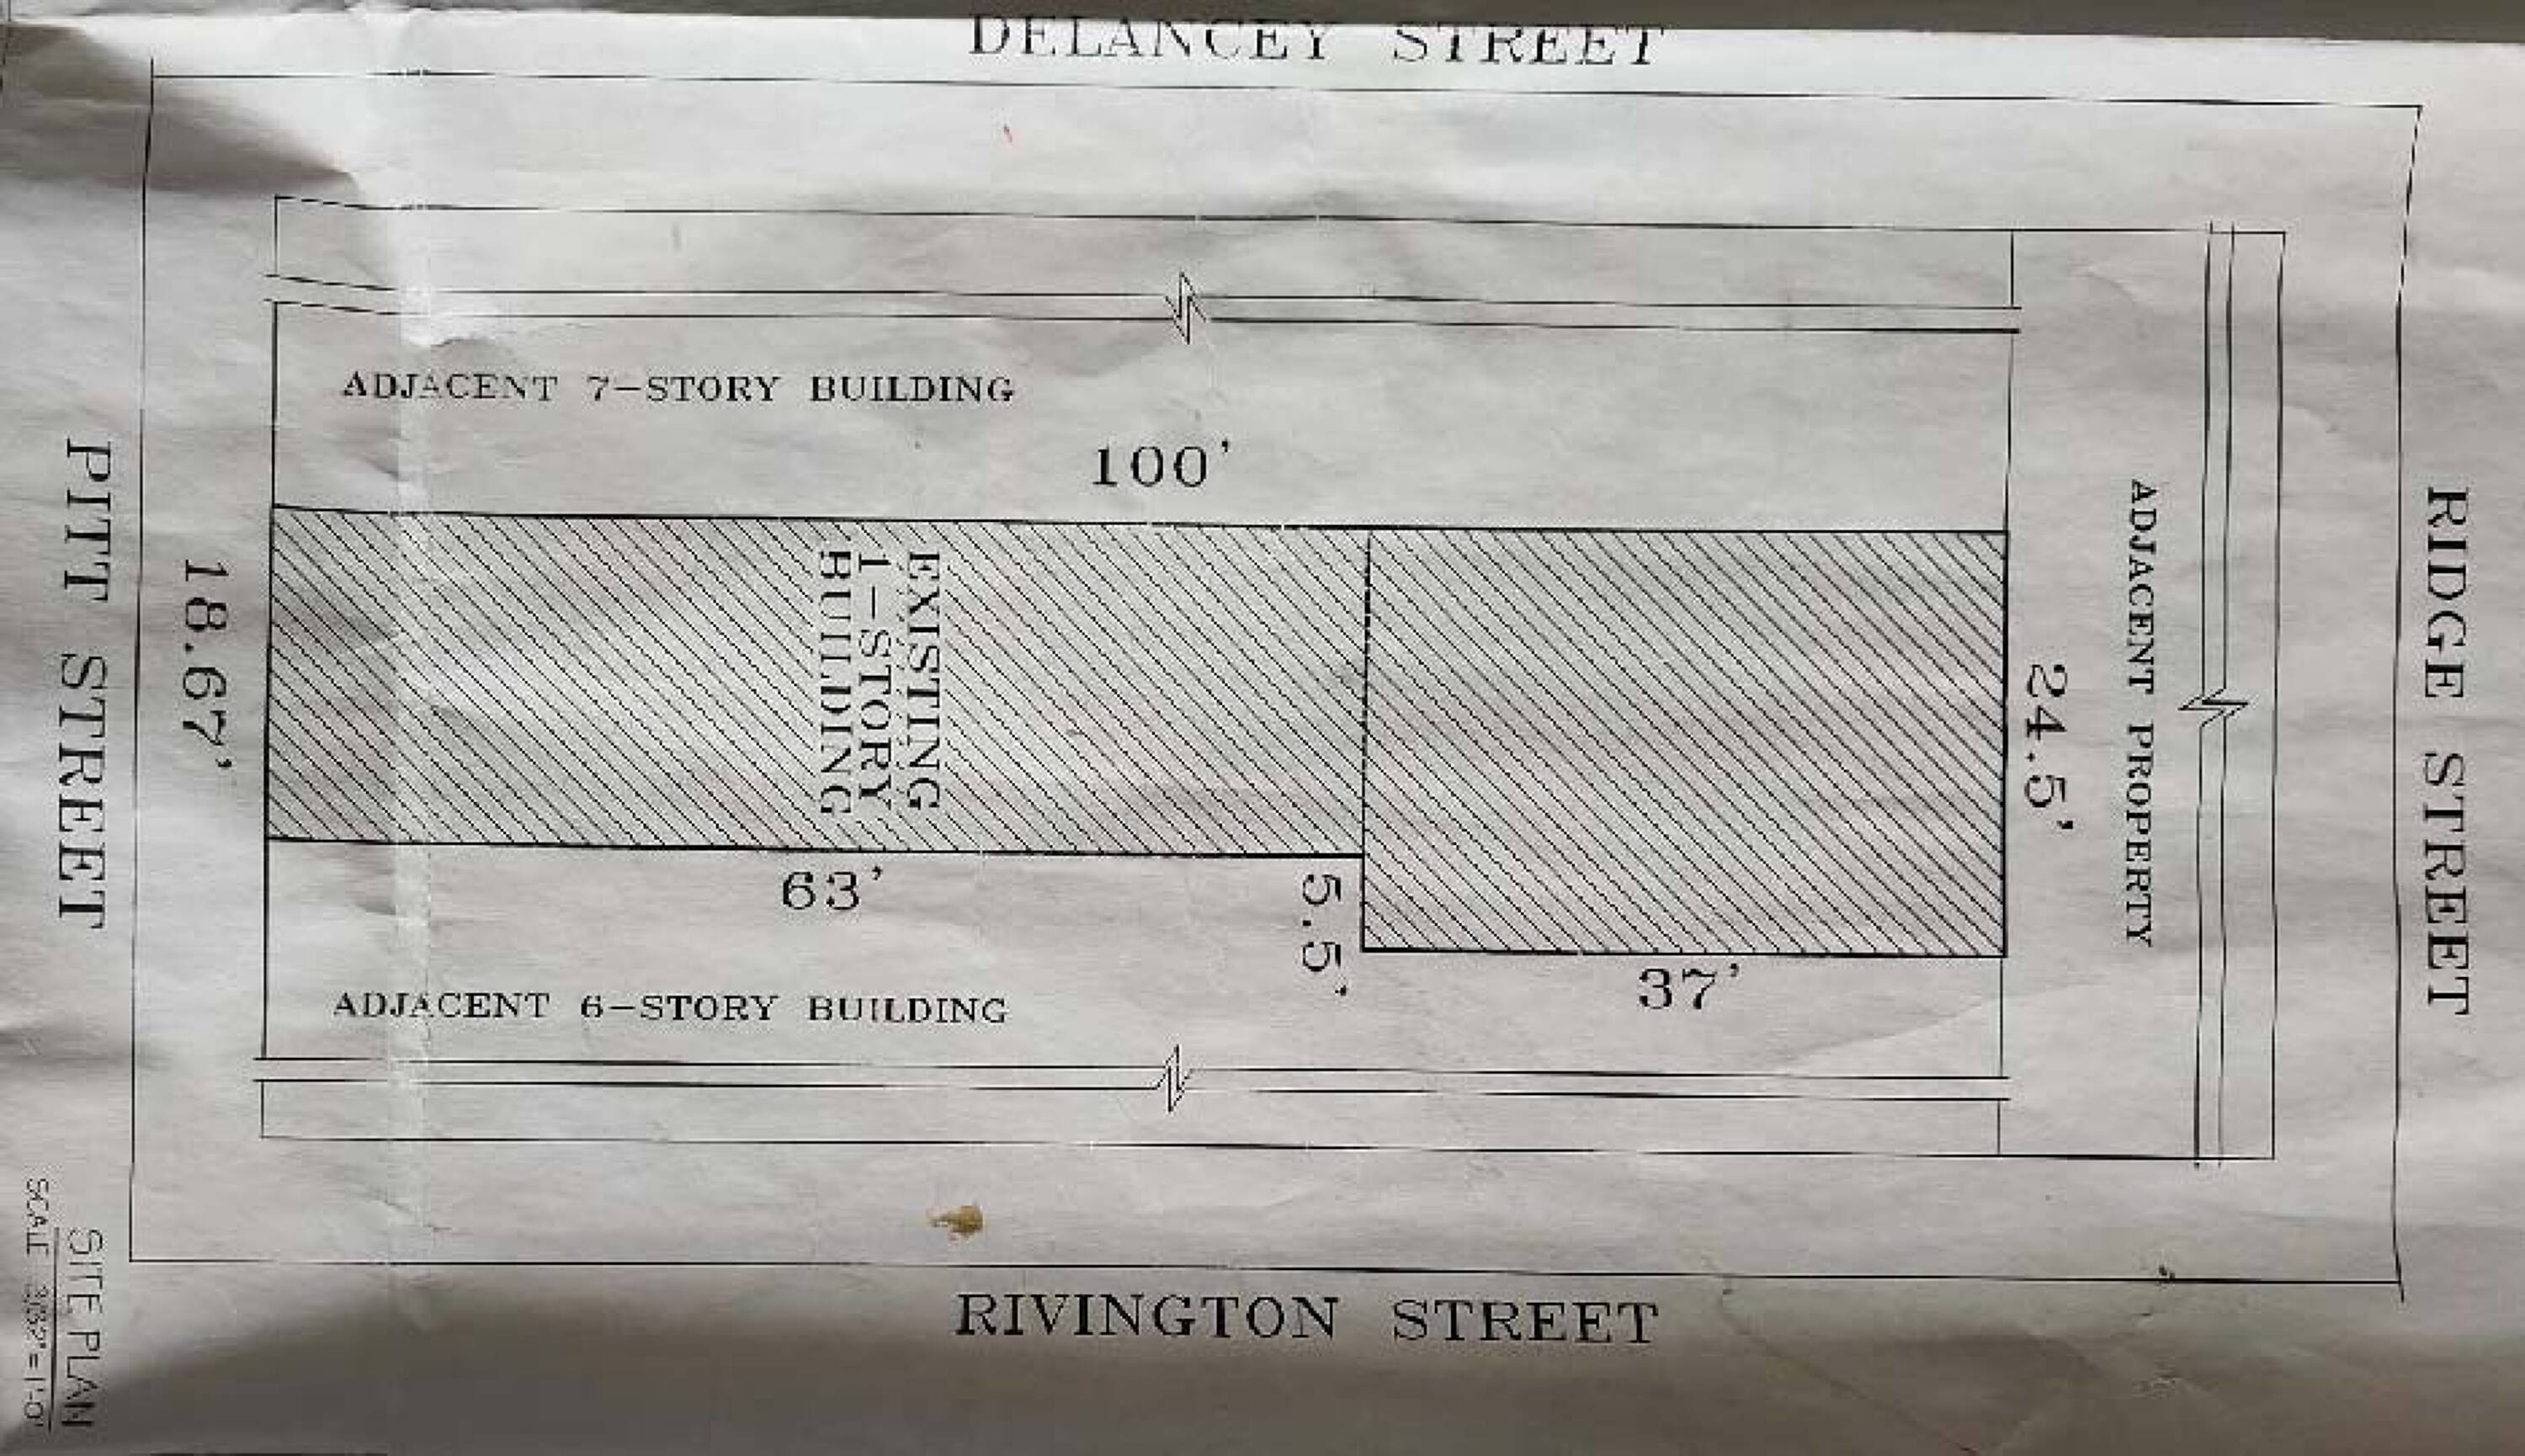 DELANCEY STREET
ADJACENT 7-STORY BUILDING
100'
PITT STREET
18.67'
EXISTING
1-STORY
BUILDING
24.5'
ADJACENT PROPERTY
RIDGE STREET
63'
5.5'
37'
ADJACENT 6-STORY BUILDING
RIVINGTON STREET
SITE PLAN
SCALE